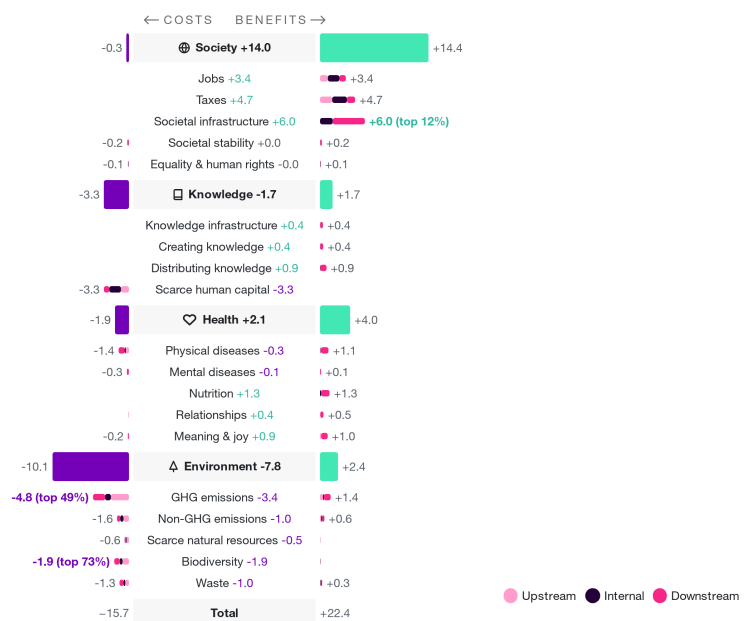 COSTS BENEFITS
-0.3 Society +14.0 +14.4
Jobs +3.4 +3.4
Taxes +4.7 +4.7
Societal infrastructure +6.0 +6.0 (top 12%)
-0.2 Societal stability +0.0 +0.2
-0.1 Equality & human rights -0.0 +0.1
-3.3 Knowledge -1.7 +1.7
Knowledge infrastructure +0.4 +0.4
Creating knowledge +0.4 +0.4
Distributing knowledge +0.9 +0.9
-3.3 Scarce human capital -3.3
-1.9 Health +2.1 +4.0
-1.4 Physical diseases -0.3 +1.1
-0.3 Mental diseases -0.1 +0.1
Nutrition +1.3 +1.3
Relationships +0.4 +0.5
-0.2 Meaning & joy +0.9 +1.0
-10.1 Environment -7.8 +2.4
-4.8 (top 49%) GHG emissions -3.4 +1.4
-1.6 Non-GHG emissions -1.0 +0.6
-0.6 Scarce natural resources -0.5
-1.9 (top 73%) Biodiversity -1.9
-1.3 Waste -1.0 +0.3
Upstream Internal Downstream
−15.7 Total +22.4